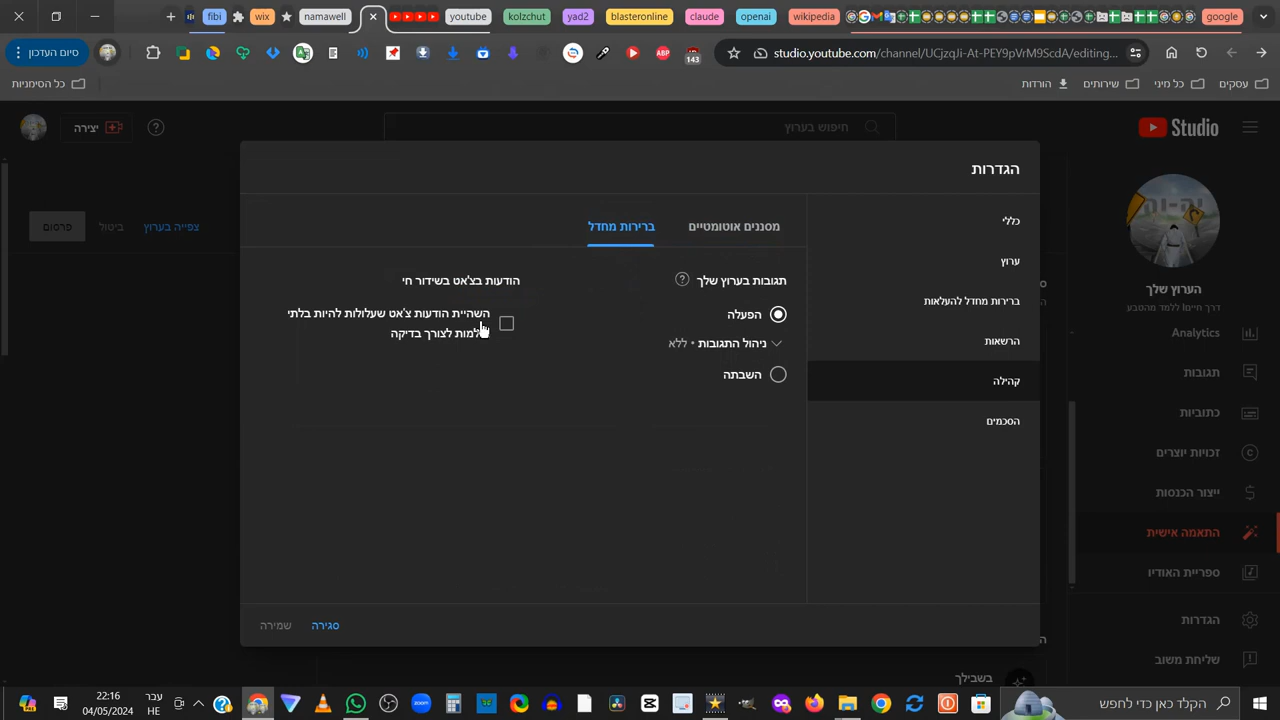 fibi
wix
namawell
youtube
kolzchut
yad2
blasteronline
claude
openai
wikipedia
google
סיום העדכון
ABP
143
studio.youtube.com/channel/UCjzqJi-At-PEY9pVrM9ScdA/editing...
כל הסימניות
הורדות
שירותים
כל מיני
עסקים
יצירה
חיפוש בערוץ
Studio
הגדרות
כללי
ערוץ
ברירות מחדל להעלאות
הרשאות
קהילה
הסכמים
מסננים אוטומטיים
ברירות מחדל
תגובות בערוץ שלך
הפעלה
ניהול התגובות • ללא
השבתה
הודעות בצ'אט בשידור חי
השהיית הודעות צ'אט שעלולות להיות בלתי
לצורך בדיקה
סגירה
שמירה
פרסום
ביטול
צפייה בערוץ
הערוץ שלך
Analytics
תגובות
כתוביות
זכויות יוצרים
ייצור הכנסות
התאמה אישית
ספריית האודיו
הגדרות
שליחת משוב
בשבילך
22:16
04/05/2024
עבר
HE
zoom
הקלד כאן כדי לחפש